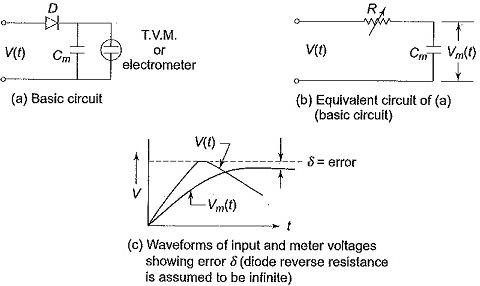 D
V(t)
Cm
T.V.M.
or
electrometer
(a) Basic circuit
R
V(t)
Cm
Vm(t)
(b) Equivalent circuit of (a)
(basic circuit)
V(t)
δ = error
V
Vm(t)
t
(c) Waveforms of input and meter voltages
showing error δ (diode reverse resistance
is assumed to be infinite)